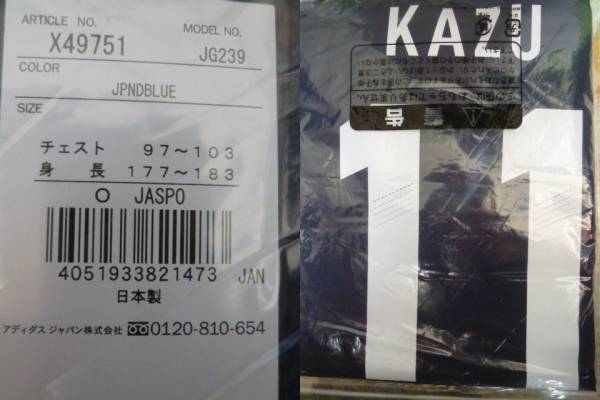 ARTICLE NO.
MODEL NO.
X49751
JG239
COLOR
JPNDBLUE
SIZE
チェスト 97〜103
身 長 177〜183
O JASPO
4051933821473 JAN
日本製
アディダス ジャパン株式会社 0120-810-654
KAZU
告
11